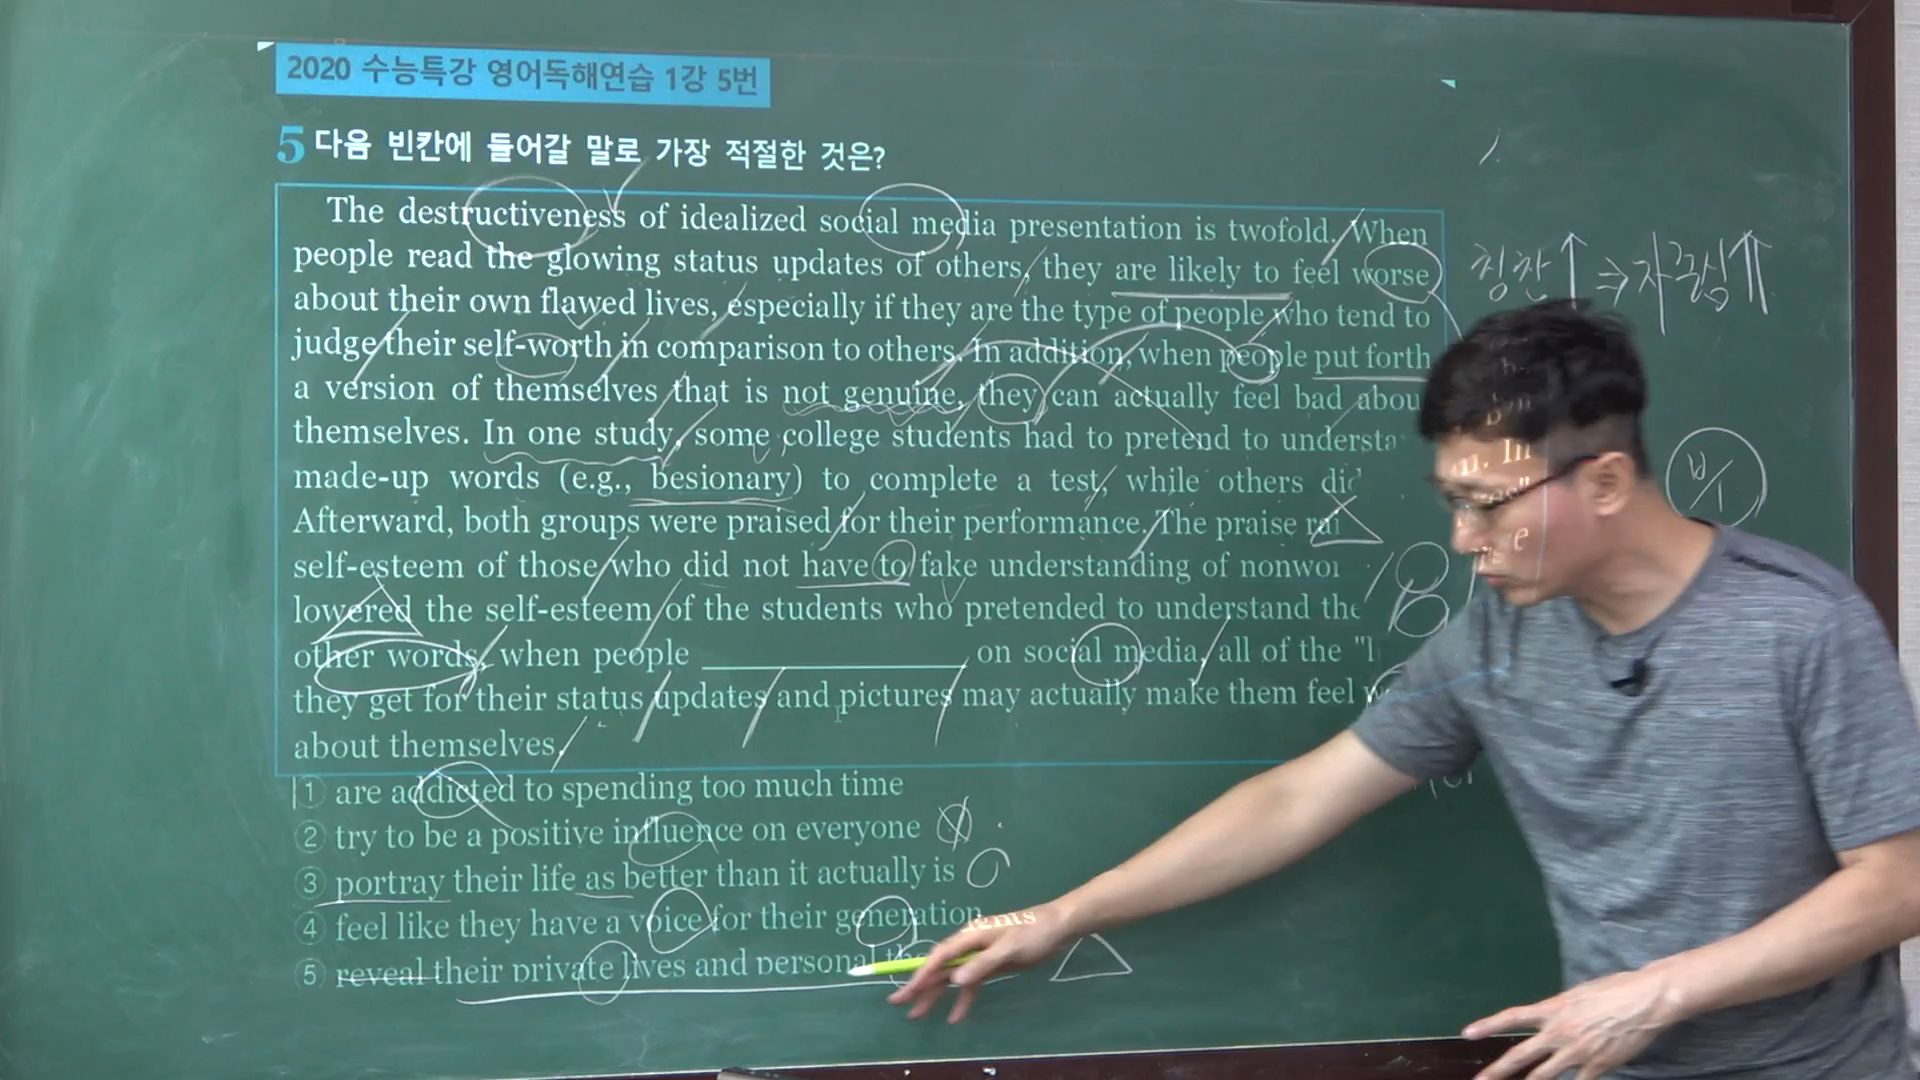 2020 수능특강 영어독해연습 1강 5번
5 다음 빈칸에 들어갈 말로 가장 적절한 것은?
The destructiveness of idealized social media presentation is twofold. When
people read the glowing status updates of others, they are likely to feel worse
about their own flawed lives, especially if they are the type of people who tend to
judge their self-worth in comparison to others. In addition, when people put forth
a version of themselves that is not genuine, they can actually feel bad
themselves. In one study, some college students had to pretend to
made-up words (e.g., besionary) to complete a test, while others
Afterward, both groups were praised for their performance. The praise
self-esteem of those who did not have to fake understanding of
lowered the self-esteem of the students who pretended to understand
other words, when people ____________ on social media, all of the
they get for their status updates and pictures may actually make them feel
about themselves.
① are addicted to spending too much time
② try to be a positive influence on everyone
③ portray their life as better than it actually is
④ feel like they have a voice for their generation
⑤ reveal their private lives and personal
칭찬↑ ⇒ 자존심⇑
In